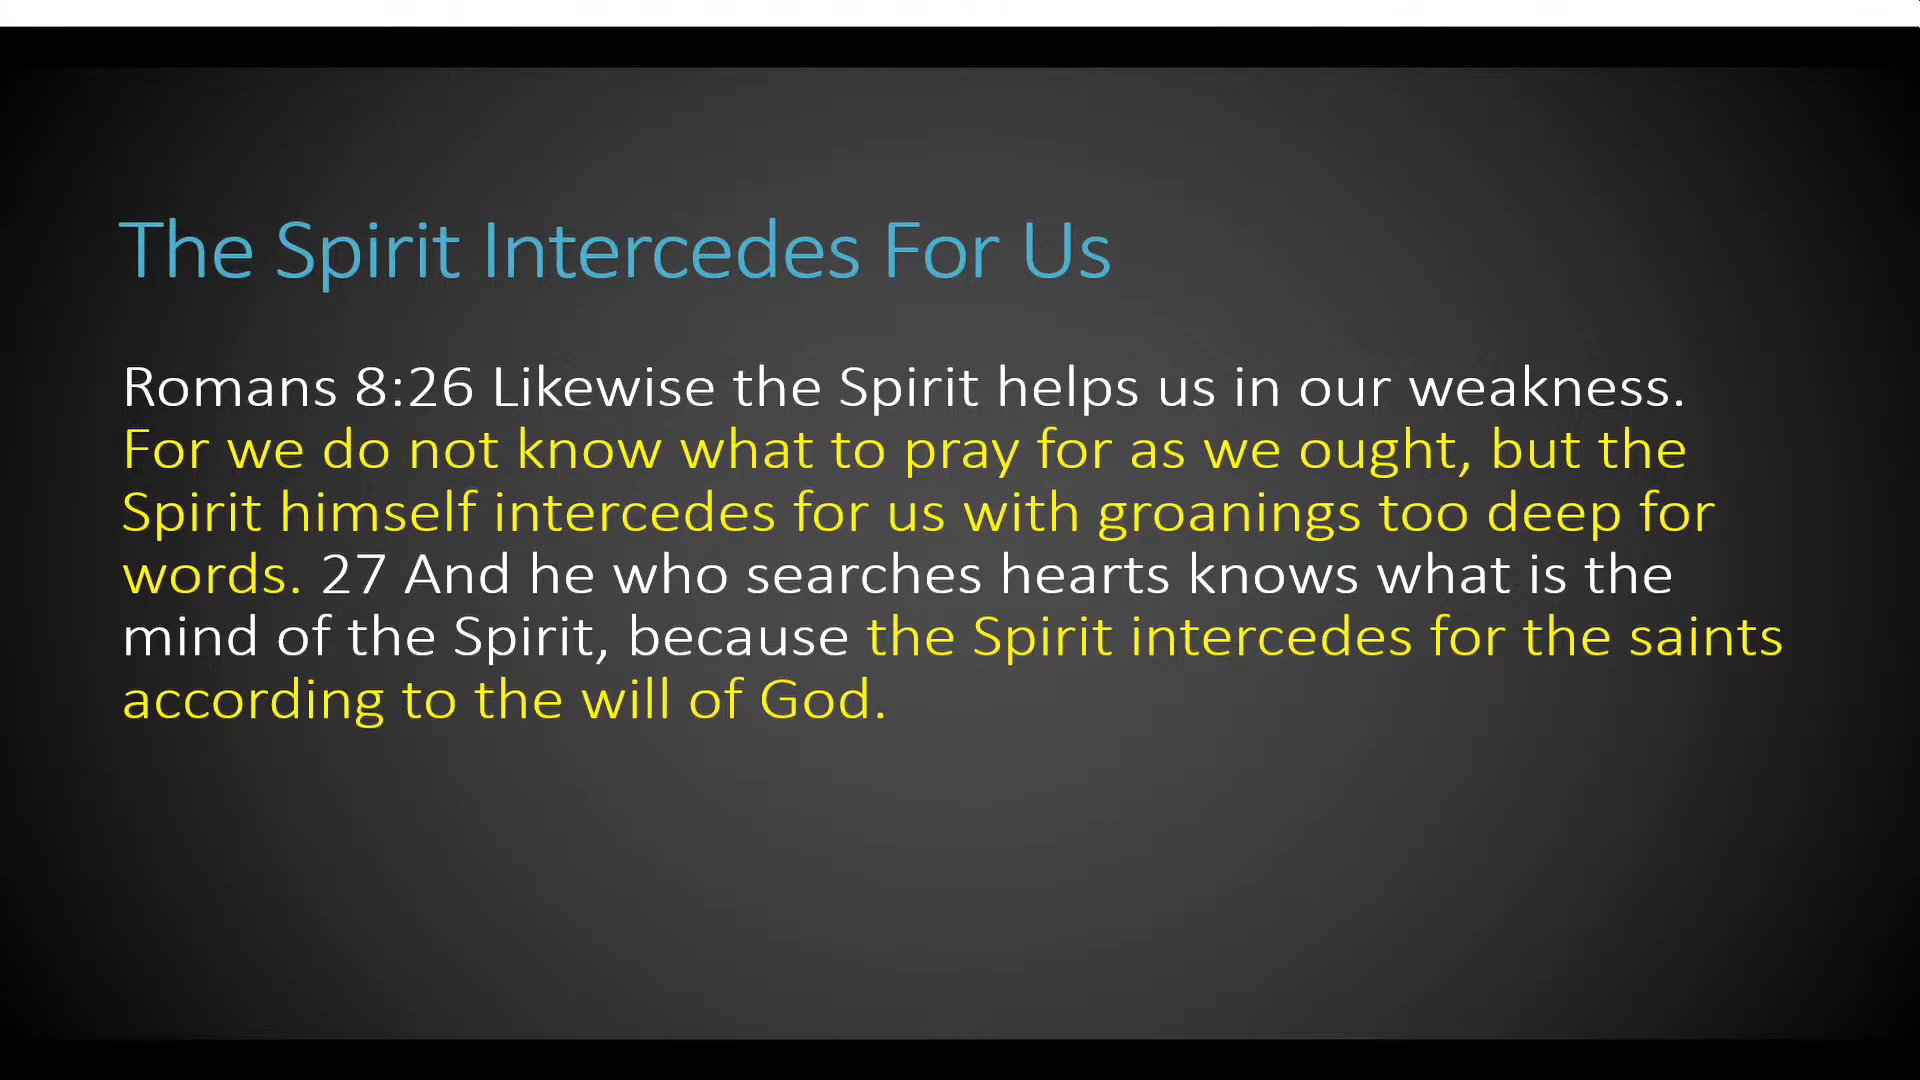 The Spirit Intercedes For Us
Romans 8:26 Likewise the Spirit helps us in our weakness.
For we do not know what to pray for as we ought, but the
Spirit himself intercedes for us with groanings too deep for
words. 27 And he who searches hearts knows what is the
mind of the Spirit, because the Spirit intercedes for the saints
according to the will of God.